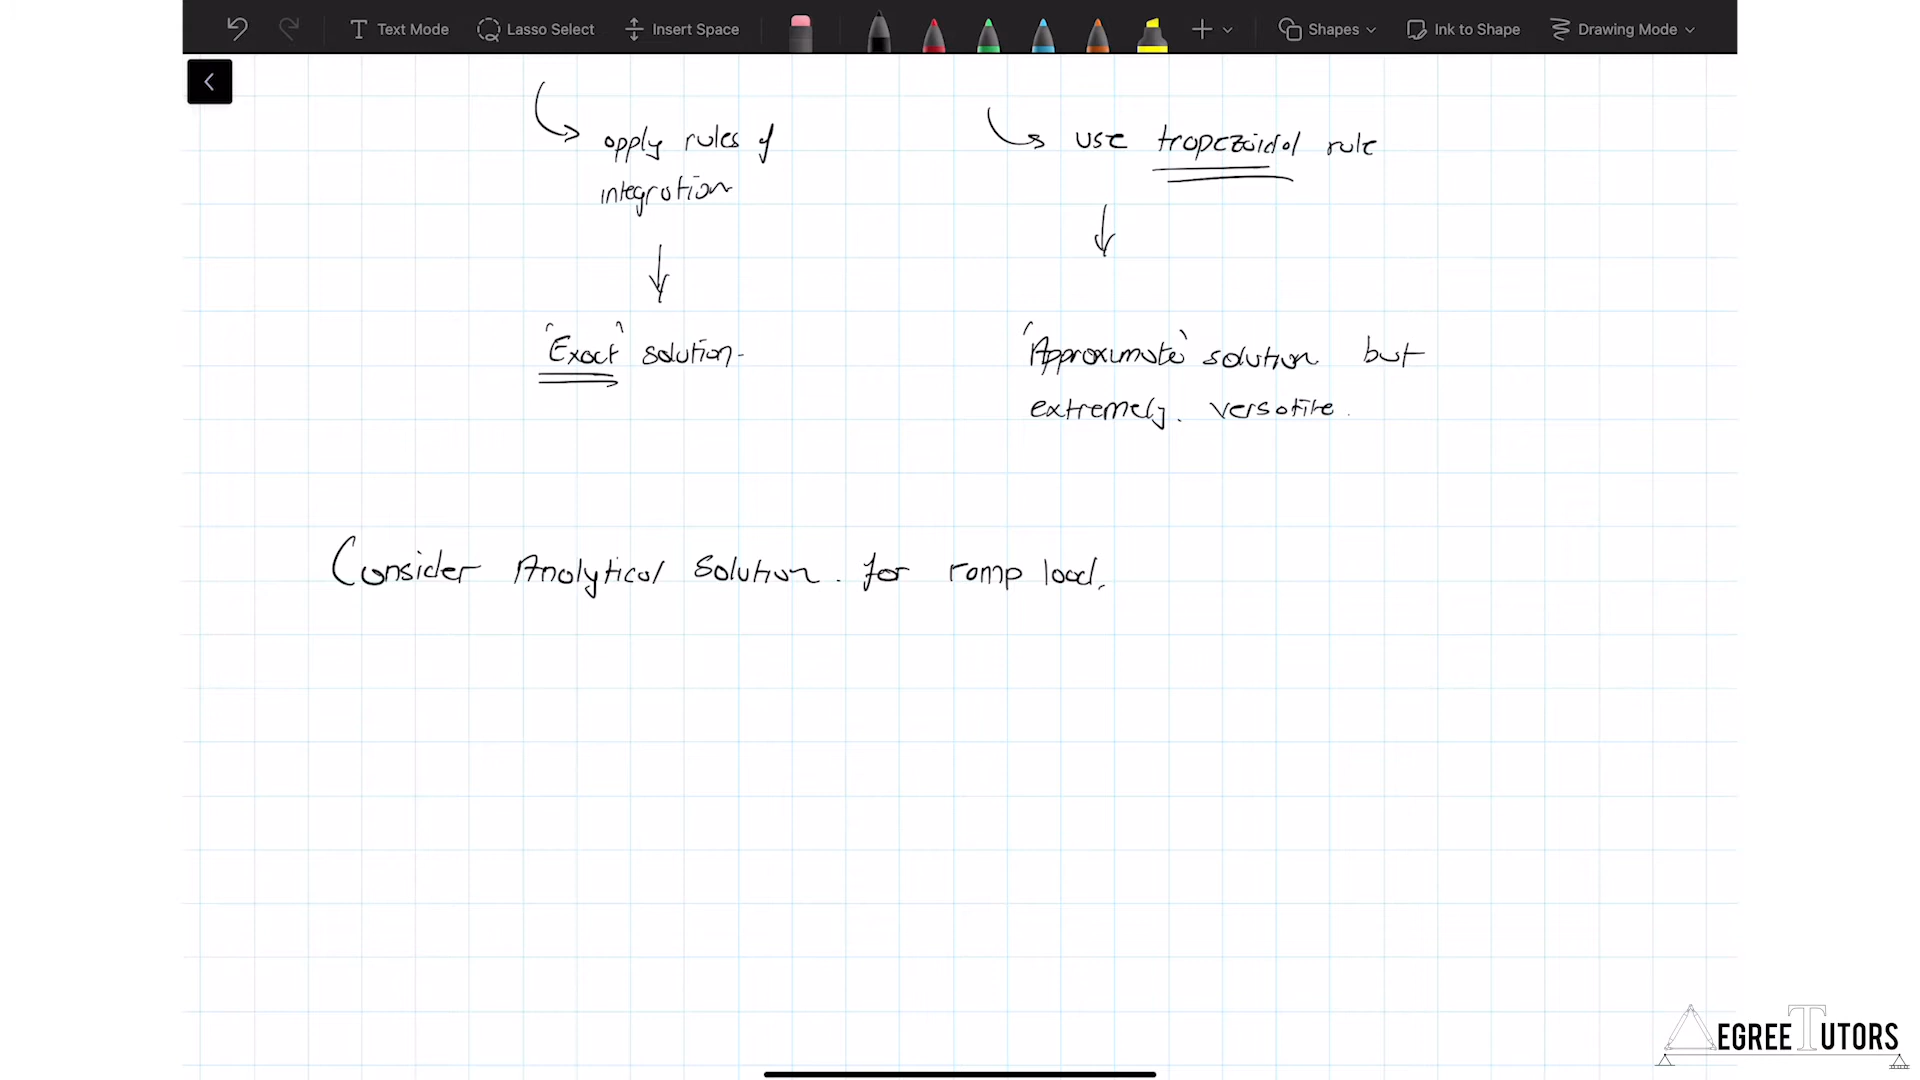 Text Mode Lasso Select Insert Space Shapes Ink to Shape Drawing Mode
apply rules of
integration
'Exact' solution.
use trapezoidal rule
'Approximate' solution but
extremely. versatile.
Consider Analytical Solution. for ramp load.
DEGREE TUTORS